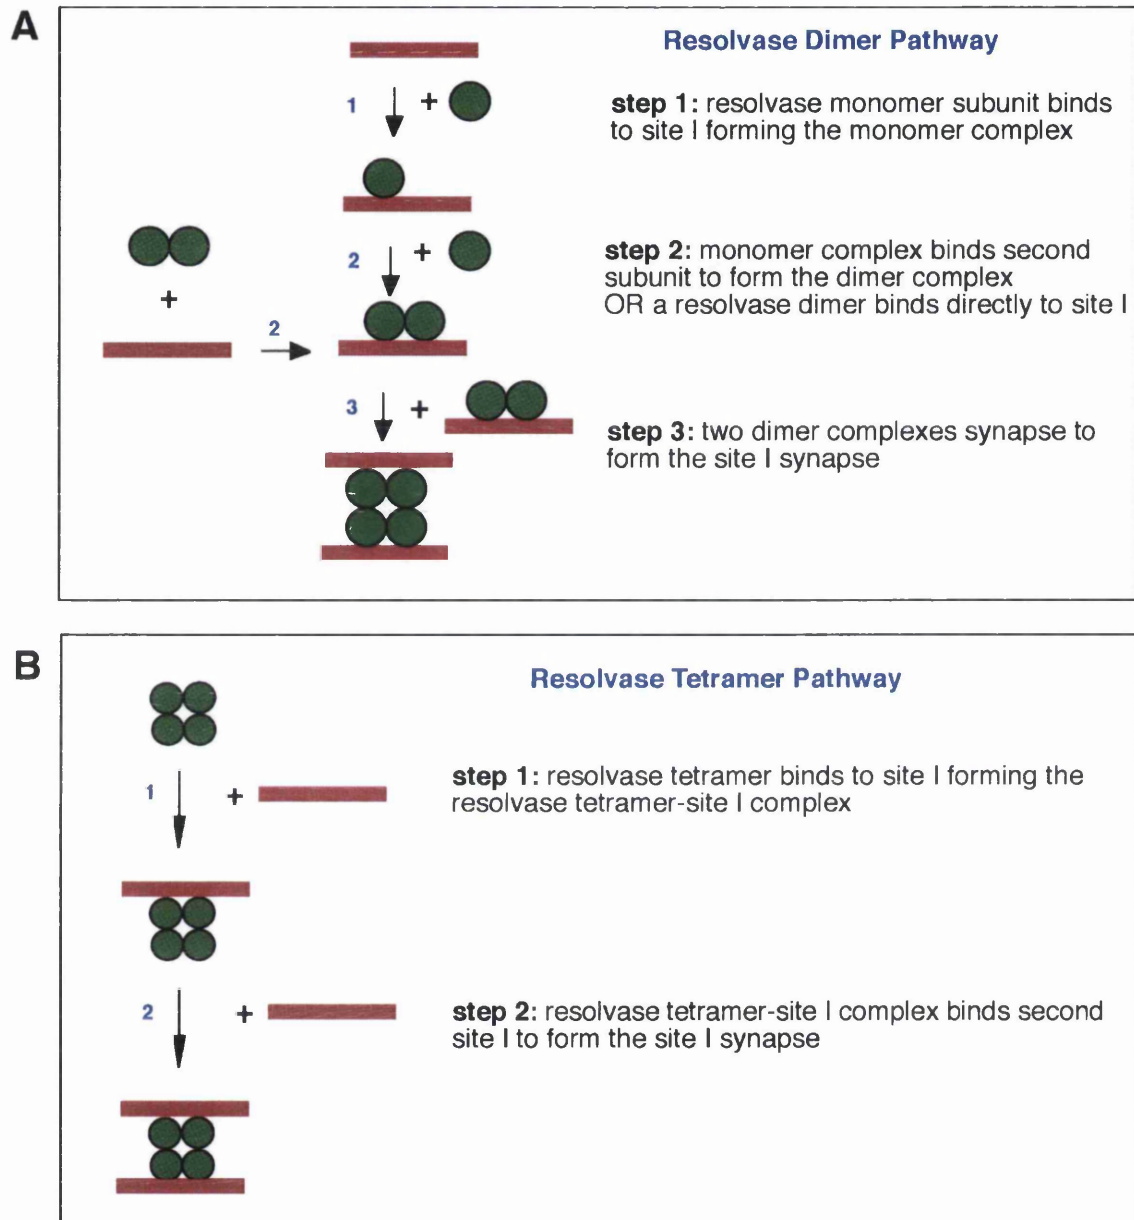 A
Resolvase Dimer Pathway
1
+
step 1: resolvase monomer subunit binds
to site I forming the monomer complex
2
+
step 2: monomer complex binds second
subunit to form the dimer complex
OR a resolvase dimer binds directly to site I
+
2
3
+
step 3: two dimer complexes synapse to
form the site I synapse
B
Resolvase Tetramer Pathway
1
+
step 1: resolvase tetramer binds to site I forming the
resolvase tetramer-site I complex
2
+
step 2: resolvase tetramer-site I complex binds second
site I to form the site I synapse